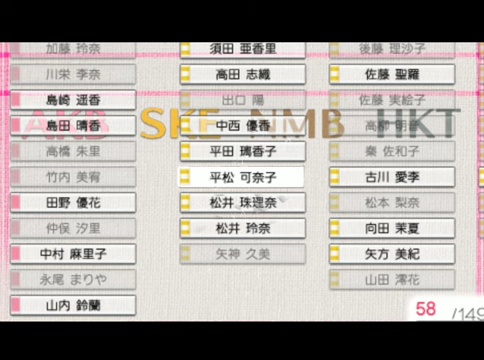 加藤 玲奈
川栄 李奈
島崎 遥香
島田 晴香
高橋 朱里
竹内 美宥
田野 優花
仲俣 汐里
中村 麻里子
永尾 まりや
山内 鈴蘭
須田 亜香里
高田 志織
出口 陽
中西 優香
平田 璃香子
平松 可奈子
松井 珠理奈
松井 玲奈
矢神 久美
後藤 理沙子
佐藤 聖羅
佐藤 実絵子
高柳 明音
秦 佐和子
古川 愛李
松本 梨奈
向田 茉夏
矢方 美紀
山田 澪花
AKB SKE NMB HKT
58 /149